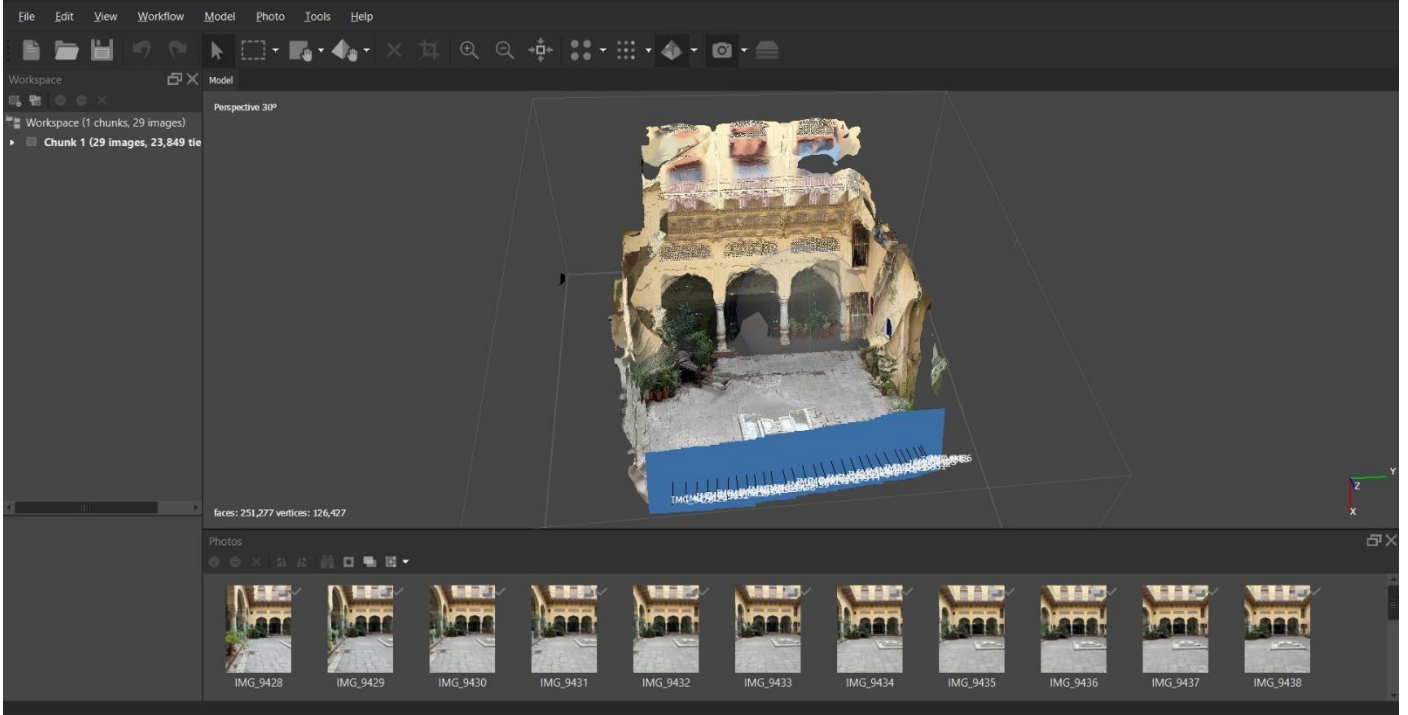 File Edit View Workflow Model Photo Tools Help
Workspace
Model
Workspace (1 chunks, 29 images)
Chunk 1 (29 images, 23,849 tie
Perspective 30°
faces: 251,277 vertices: 126,427
Y
Z
X
Photos
IMG_9428 IMG_9429 IMG_9430 IMG_9431 IMG_9432 IMG_9433 IMG_9434 IMG_9435 IMG_9436 IMG_9437 IMG_9438